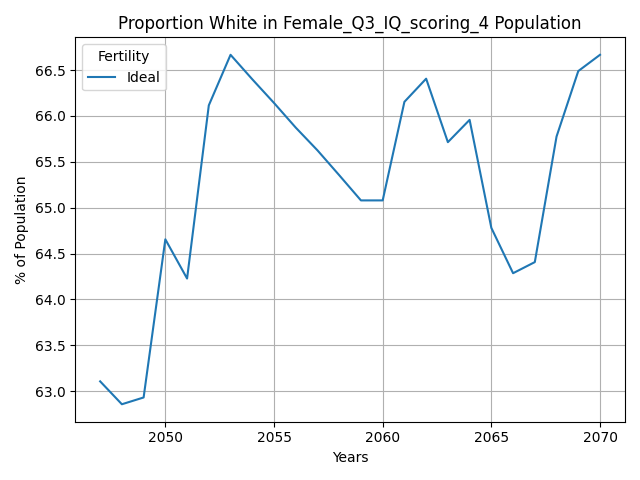 Proportion White in Female_Q3_IQ_scoring_4 Population
Fertility
Ideal
66.5
66.0
65.5
65.0
64.5
64.0
63.5
63.0
% of Population
2050 2055 2060 2065 2070
Years